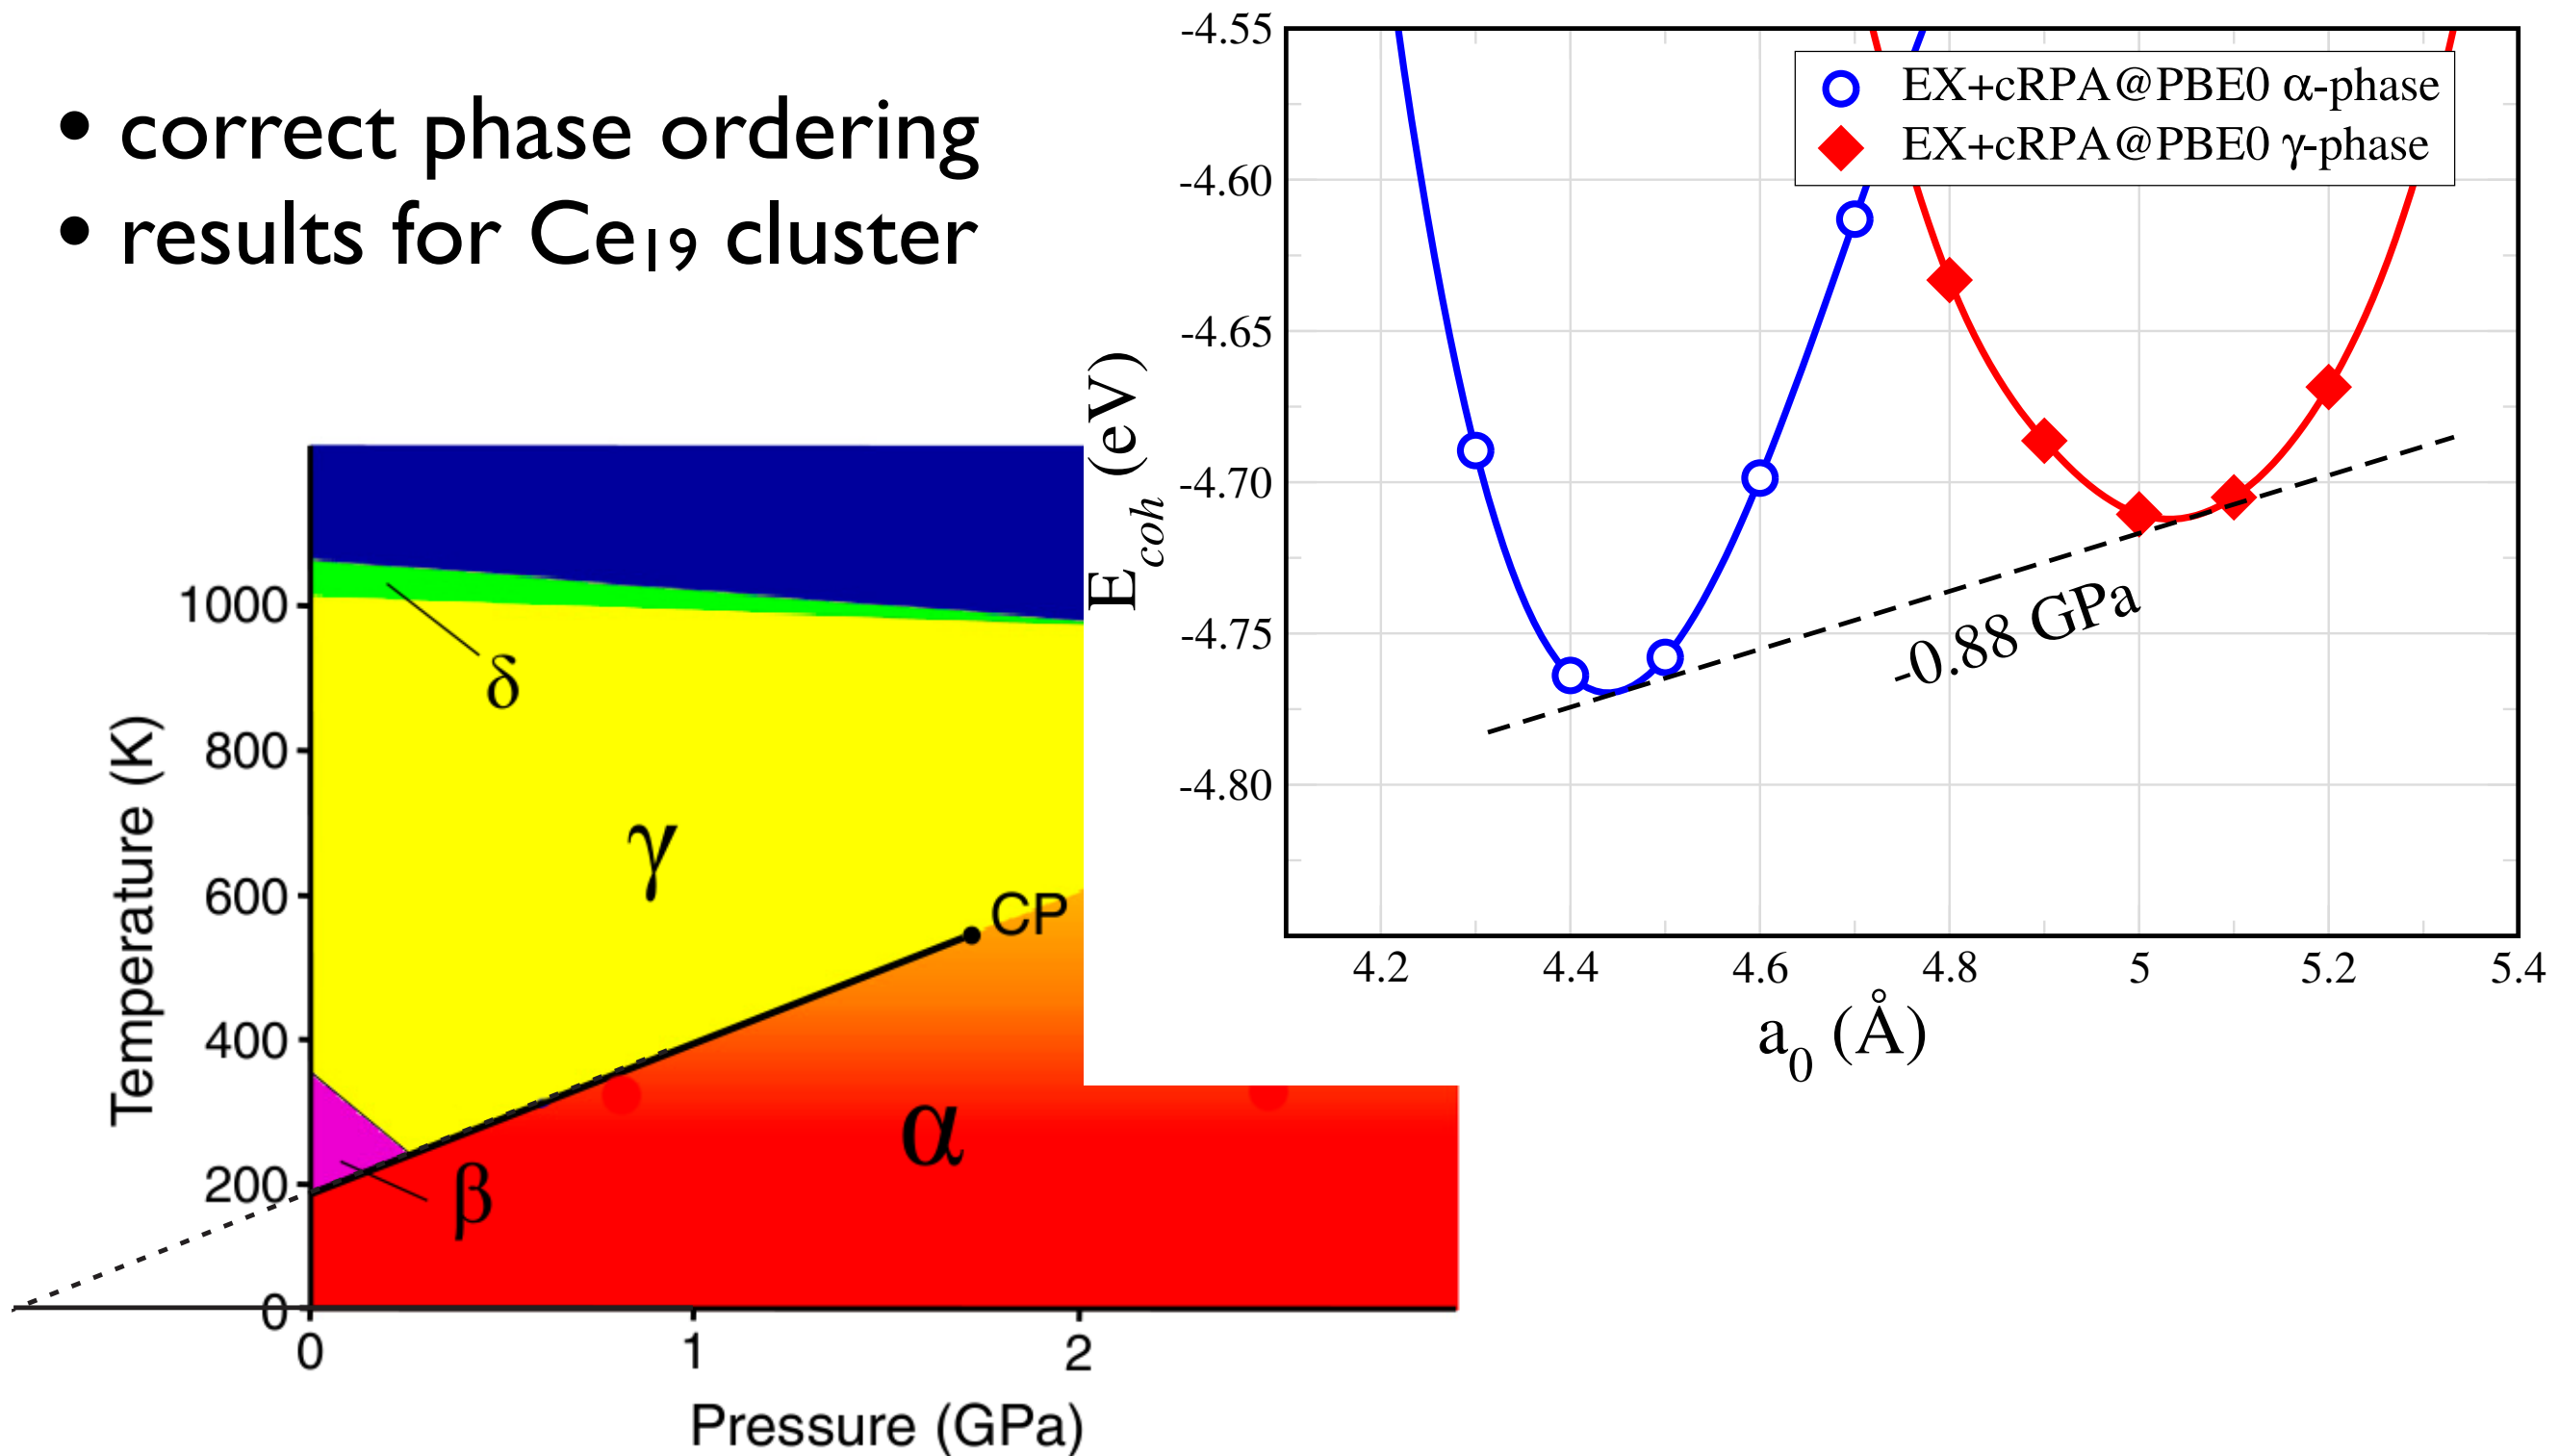 • correct phase ordering
• results for Ce₁₉ cluster
-4.55
-4.60
-4.65
-4.70
-4.75
-4.80
E_coh (eV)
EX+cRPA@PBE0 α-phase
EX+cRPA@PBE0 γ-phase
-0.88 GPa
4.2 4.4 4.6 4.8 5 5.2 5.4
a₀ (Å)
Temperature (K)
1000
800
600
400
200
0
δ
γ
CP
α
β
0 1 2
Pressure (GPa)